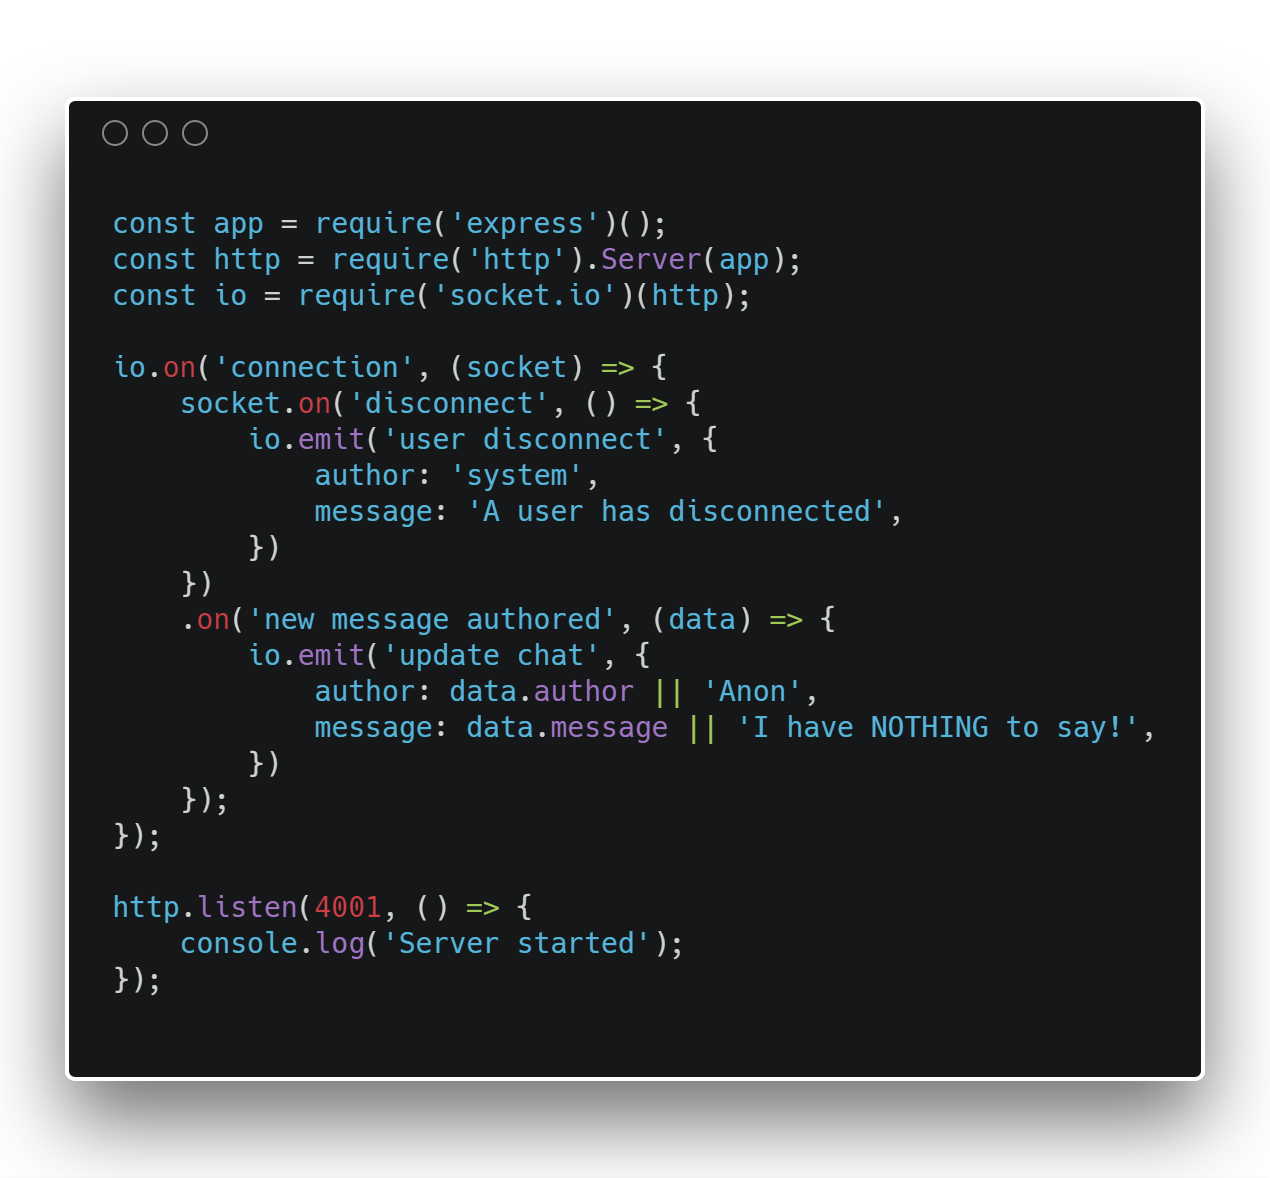 const app = require('express')();
const http = require('http').Server(app);
const io = require('socket.io')(http);

io.on('connection', (socket) => {
    socket.on('disconnect', () => {
        io.emit('user disconnect', {
            author: 'system',
            message: 'A user has disconnected',
        })
    })
    .on('new message authored', (data) => {
        io.emit('update chat', {
            author: data.author || 'Anon',
            message: data.message || 'I have NOTHING to say!',
        })
    });
});

http.listen(4001, () => {
    console.log('Server started');
});